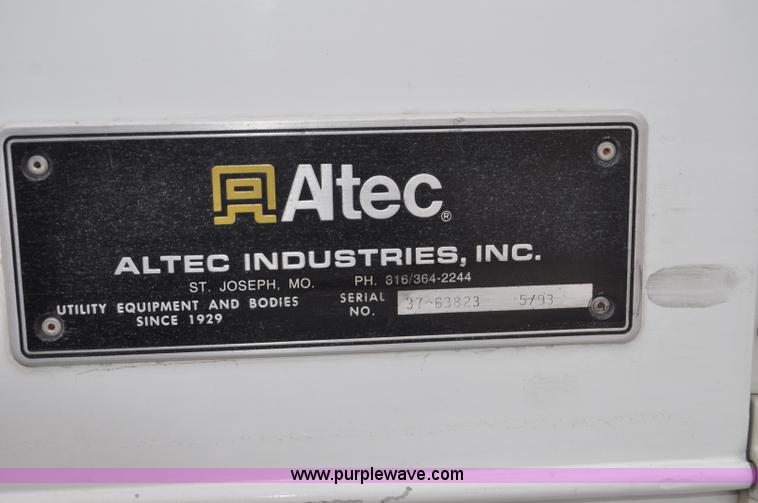 Altec®
ALTEC INDUSTRIES, INC.
ST. JOSEPH, MO. PH. 816/364-2244
UTILITY EQUIPMENT AND BODIES
SINCE 1929
SERIAL
NO. 37-63823 5/93
www.purplewave.com